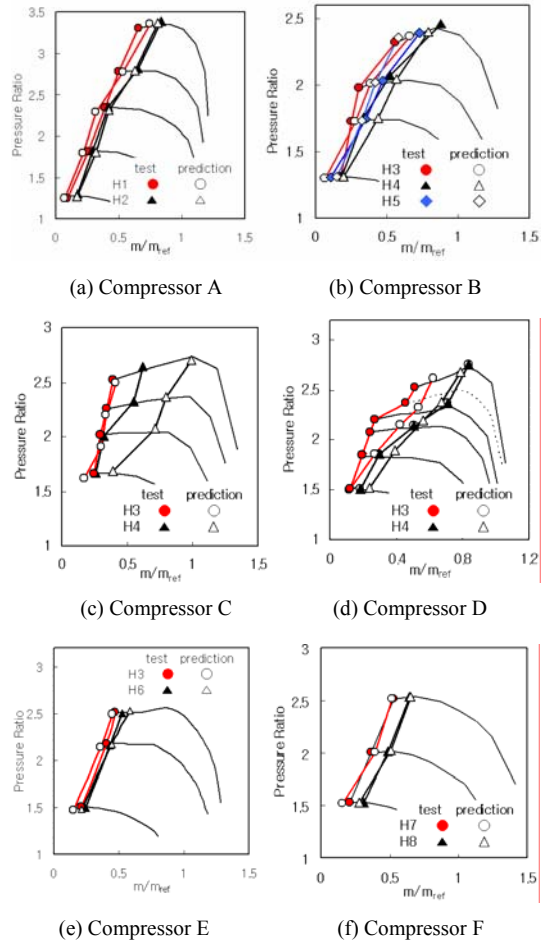 3.5
3
2.5
2
1.5
1
Pressure Ratio
test prediction
H1
H2
0 0.5 1 1.5
m/m_ref
(a) Compressor A
2.5
2
1.5
1
Pressure Ratio
test prediction
H3
H4
H5
0 0.5 1 1.5
m/m_ref
(b) Compressor B
3
2.5
2
1.5
1
Pressure Ratio
test prediction
H3
H4
0 0.5 1 1.5
m/m_ref
(c) Compressor C
3
2.5
2
1.5
1
Pressure Ratio
test prediction
H3
H4
0 0.4 0.8 1.2
m/m_ref
(d) Compressor D
3
2.5
2
1.5
1
Pressure Ratio
test prediction
H3
H6
0 0.5 1 1.5
m/m_ref
(e) Compressor E
3
2.5
2
1.5
1
Pressure Ratio
test prediction
H7
H8
0 0.5 1 1.5
m/m_ref
(f) Compressor F